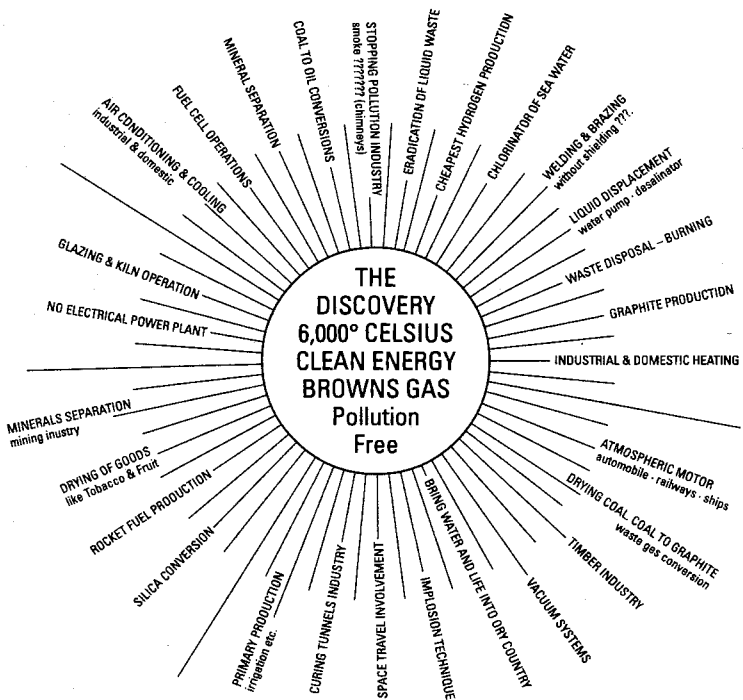 THE
DISCOVERY
6,000° CELSIUS
CLEAN ENERGY
BROWNS GAS
Pollution
Free
STOPPING POLLUTION INDUSTRY
smoke ??????? (chimneys)
ERADICATION OF LIQUID WASTE
CHEAPEST HYDROGEN PRODUCTION
CHLORINATOR OF SEA WATER
WELDING & BRAZING
without shielding ???.
LIQUID DISPLACEMENT
water pump · desalinator
WASTE DISPOSAL – BURNING
GRAPHITE PRODUCTION
INDUSTRIAL & DOMESTIC HEATING
ATMOSPHERIC MOTOR
automobile · railways · ships
DRYING COAL. COAL TO GRAPHITE
waste ges conversion
TIMBER INDUSTRY
VACUUM SYSTEMS
BRING WATER AND LIFE INTO ORY COUNTRY
IMPLOSION TECHNIQUE
SPACE TRAVEL INVOLVEMENT
CURING TUNNELS INDUSTRY
PRIMARY PRODUCTION
irrigation etc.
SILICA CONVERSION
ROCKET FUEL PRODUCTION
DRYING OF GOODS
like Tobacco & Fruit
MINERALS SEPARATION
mining inustry
NO ELECTRICAL POWER PLANT
GLAZING & KILN OPERATION
AIR CONDITIONING & COOLING
industrial & domestic
FUEL CELL OPERATIONS
MINERAL SEPARATION
COAL TO OIL CONVERSIONS